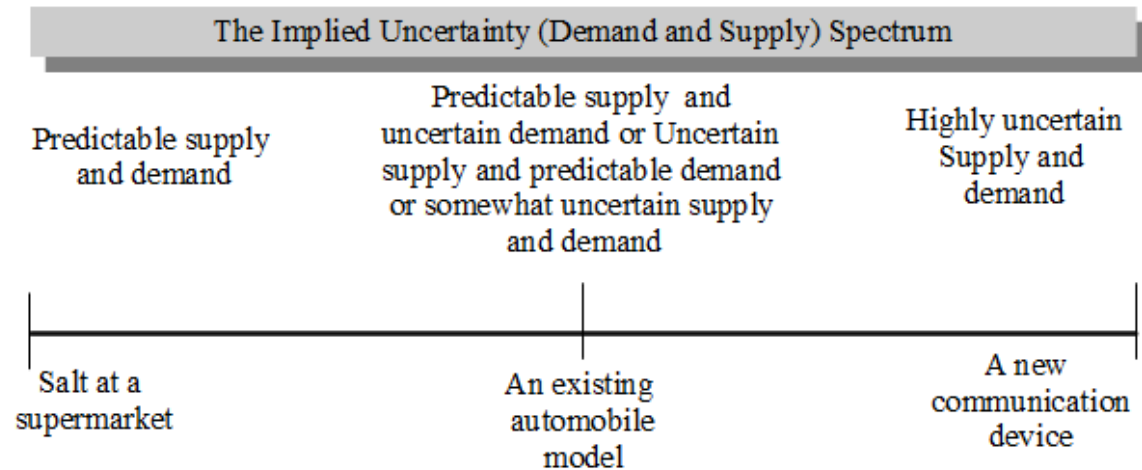 The Implied Uncertainty (Demand and Supply) Spectrum
Predictable supply
and demand
Predictable supply and
uncertain demand or Uncertain
supply and predictable demand
or somewhat uncertain supply
and demand
Highly uncertain
Supply and
demand
Salt at a
supermarket
An existing
automobile
model
A new
communication
device